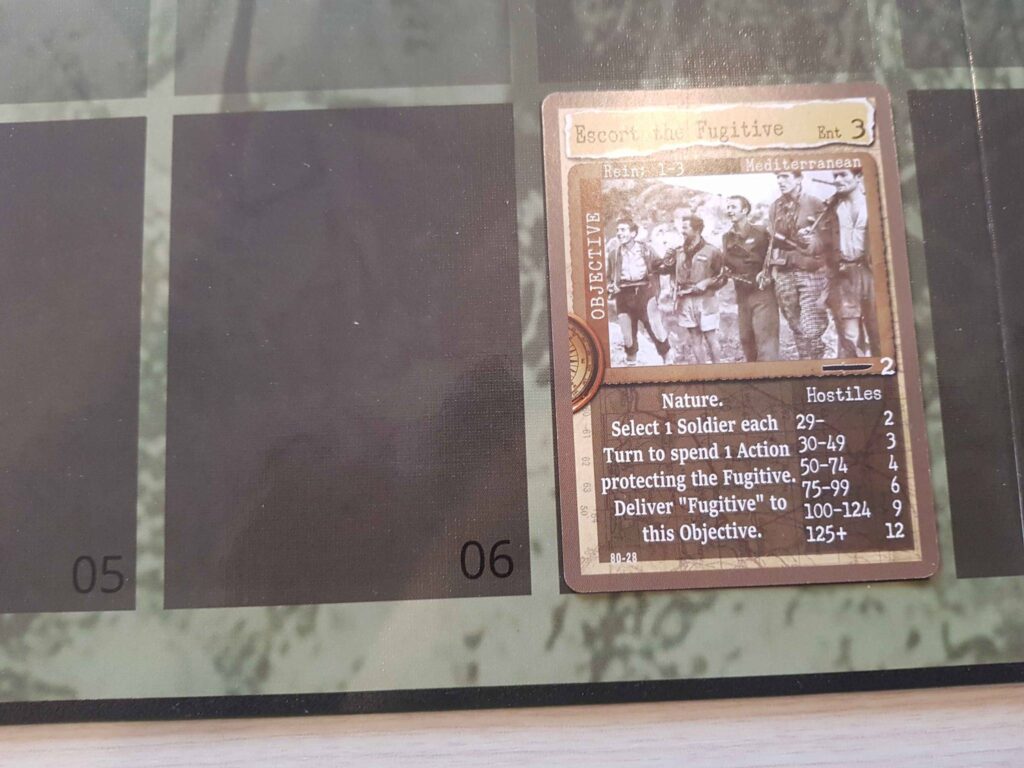 Escort the Fugitive Ent 3
Rein: 1-3 Mediterranean
OBJECTIVE
2
Nature.
Select 1 Soldier each
Turn to spend 1 Action
protecting the Fugitive.
Deliver "Fugitive" to
this Objective.
Hostiles
29- 2
30-49 3
50-74 4
75-99 6
100-124 9
125+ 12
80-28
05
06